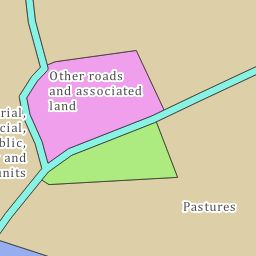 Other roads
and associated
land
rial,
cial,
blic,
and
units
Pastures